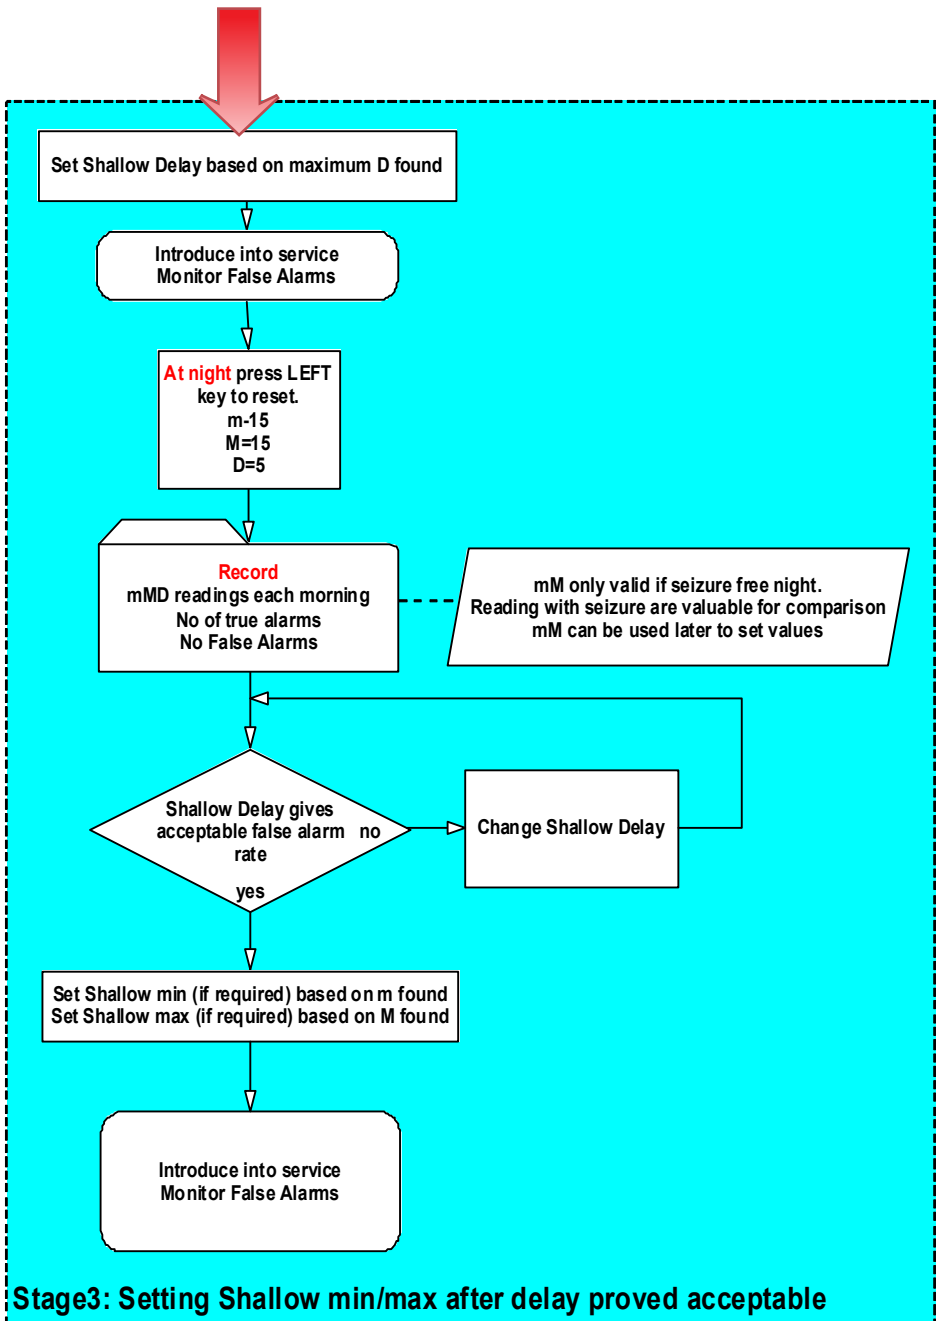 Set Shallow Delay based on maximum D found
Introduce into service
Monitor False Alarms
At night press LEFT
key to reset.
m-15
M=15
D=5
Record
mMD readings each morning
No of true alarms
No False Alarms
mM only valid if seizure free night.
Reading with seizure are valuable for comparison
mM can be used later to set values
Shallow Delay gives
acceptable false alarm no
rate
yes
Change Shallow Delay
Set Shallow min (if required) based on m found
Set Shallow max (if required) based on M found
Introduce into service
Monitor False Alarms
Stage3: Setting Shallow min/max after delay proved acceptable